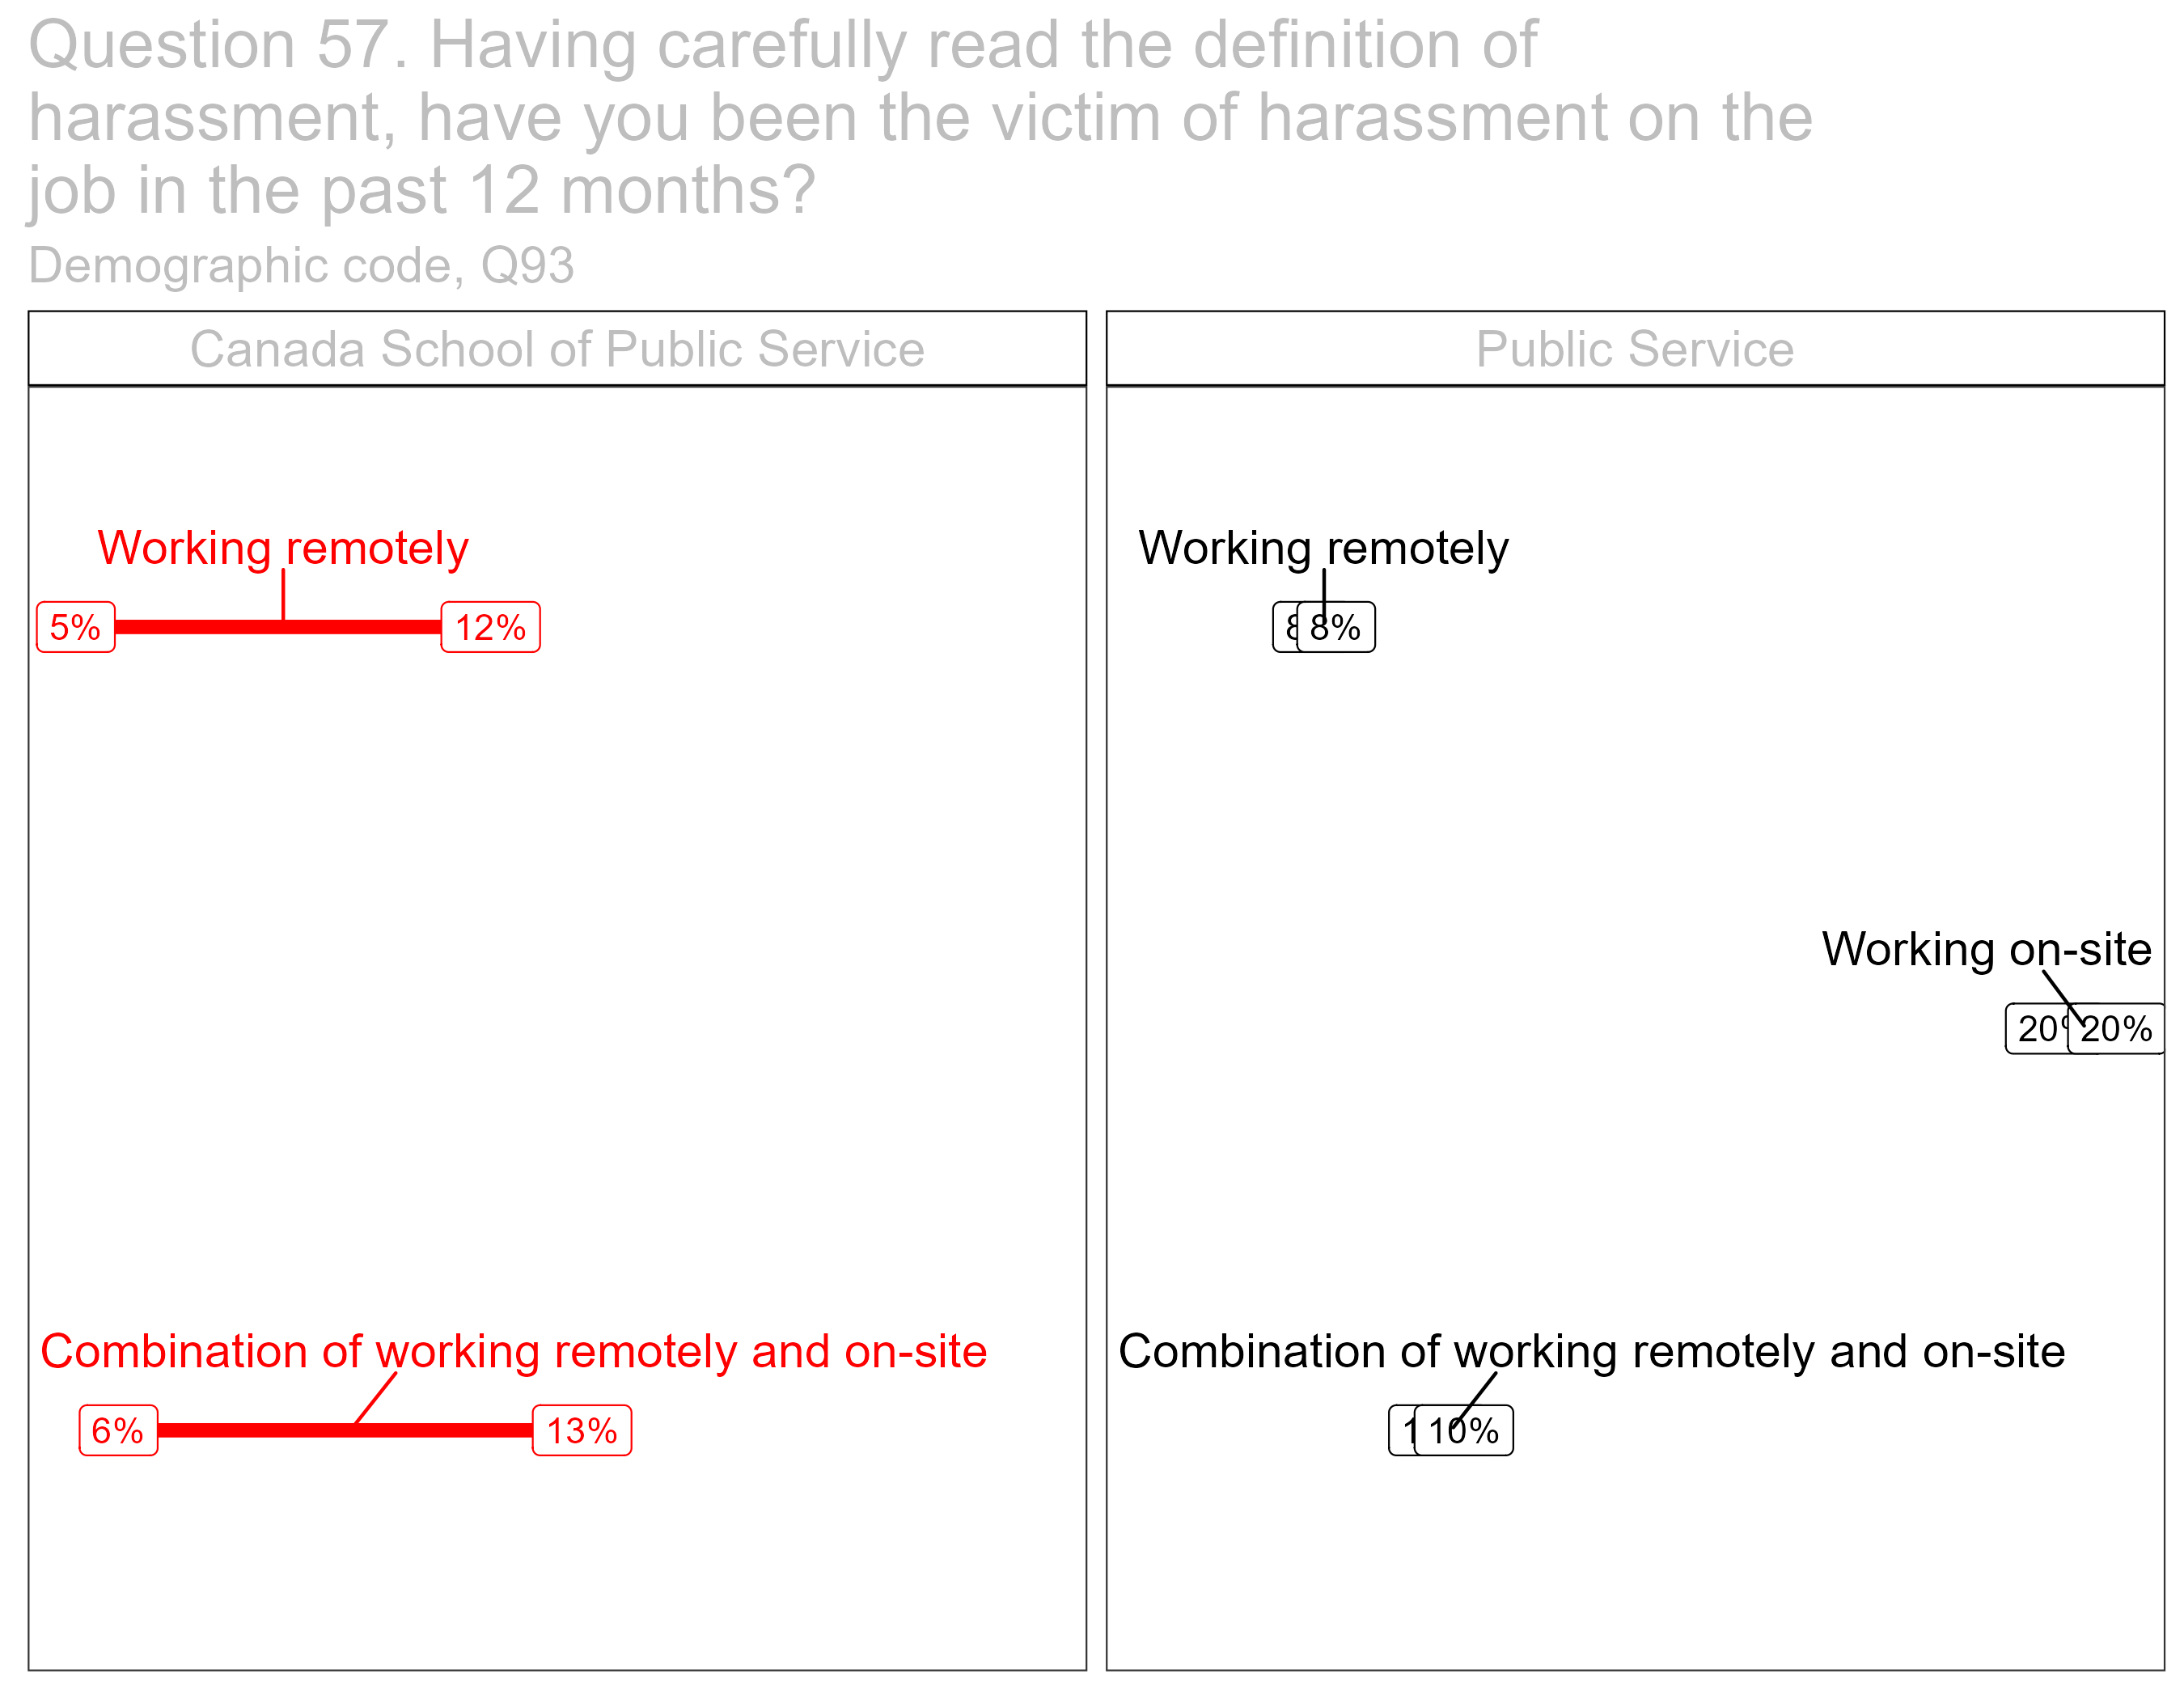 Question 57. Having carefully read the definition of
harassment, have you been the victim of harassment on the
job in the past 12 months?
Demographic code, Q93
Canada School of Public Service
Public Service
Working remotely
5%
12%
Working remotely
8%
Working on-site
20%
20%
Combination of working remotely and on-site
6%
13%
Combination of working remotely and on-site
10%